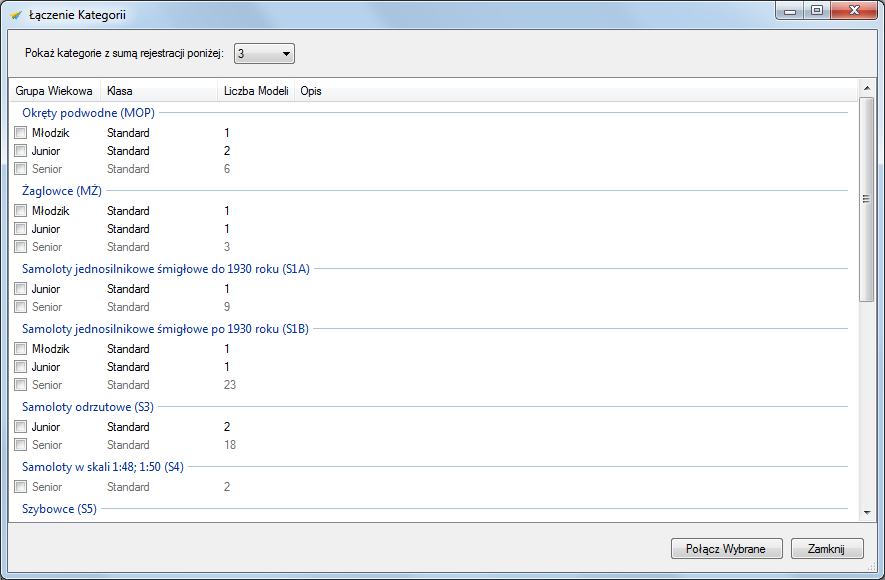 Łączenie Kategorii
Pokaż kategorie z sumą rejestracji poniżej: 3
Grupa Wiekowa Klasa Liczba Modeli Opis
Okręty podwodne (MOP)
Młodzik Standard 1
Junior Standard 2
Senior Standard 6
Żaglowce (MŻ)
Młodzik Standard 1
Junior Standard 1
Senior Standard 3
Samoloty jednosilnikowe śmigłowe do 1930 roku (S1A)
Junior Standard 1
Senior Standard 9
Samoloty jednosilnikowe śmigłowe po 1930 roku (S1B)
Młodzik Standard 1
Junior Standard 1
Senior Standard 23
Samoloty odrzutowe (S3)
Junior Standard 2
Senior Standard 18
Samoloty w skali 1:48; 1:50 (S4)
Senior Standard 2
Szybowce (S5)
Połącz Wybrane Zamknij